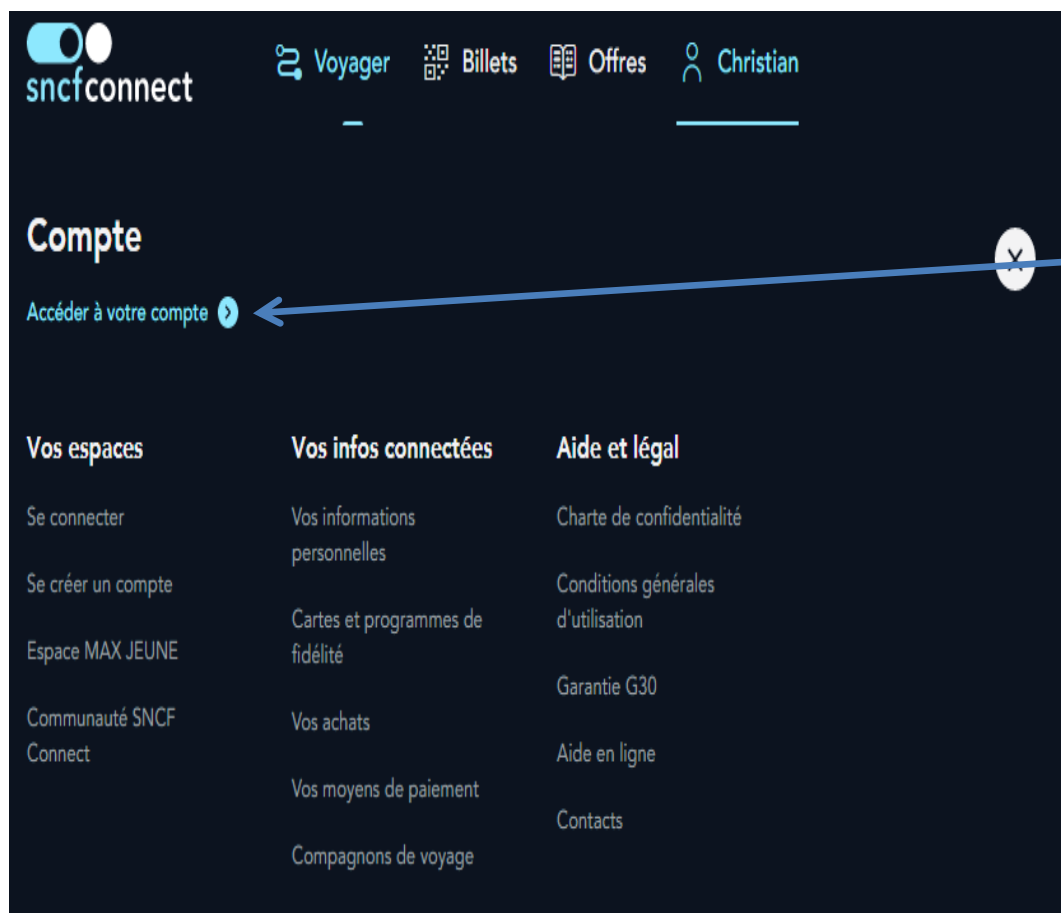 sncfconnect
Voyager
Billets
Offres
Christian
Compte
Accéder à votre compte
Vos espaces
Se connecter
Se créer un compte
Espace MAX JEUNE
Communauté SNCF
Connect
Vos infos connectées
Vos informations
personnelles
Cartes et programmes de
fidélité
Vos achats
Vos moyens de paiement
Compagnons de voyage
Aide et légal
Charte de confidentialité
Conditions générales
d'utilisation
Garantie G30
Aide en ligne
Contacts